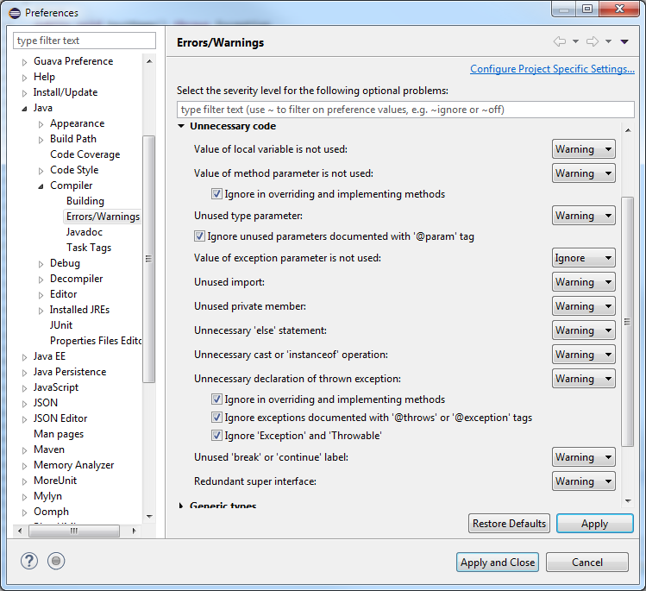 Preferences
type filter text
Guava Preference
Help
Install/Update
Java
Appearance
Build Path
Code Coverage
Code Style
Compiler
Building
Errors/Warnings
Javadoc
Task Tags
Debug
Decompiler
Editor
Installed JREs
JUnit
Properties Files Edito
Java EE
Java Persistence
JavaScript
JSON
JSON Editor
Man pages
Maven
Memory Analyzer
MoreUnit
Mylyn
Oomph
Errors/Warnings
Configure Project Specific Settings...
Select the severity level for the following optional problems:
type filter text (use ~ to filter on preference values, e.g. ~ignore or ~off)
Unnecessary code
Value of local variable is not used: Warning
Value of method parameter is not used: Warning
Ignore in overriding and implementing methods
Unused type parameter: Warning
Ignore unused parameters documented with '@param' tag
Value of exception parameter is not used: Ignore
Unused import: Warning
Unused private member: Warning
Unnecessary 'else' statement: Warning
Unnecessary cast or 'instanceof' operation: Warning
Unnecessary declaration of thrown exception: Warning
Ignore in overriding and implementing methods
Ignore exceptions documented with '@throws' or '@exception' tags
Ignore 'Exception' and 'Throwable'
Unused 'break' or 'continue' label: Warning
Redundant super interface: Warning
Generic types
Restore Defaults Apply
? Apply and Close Cancel